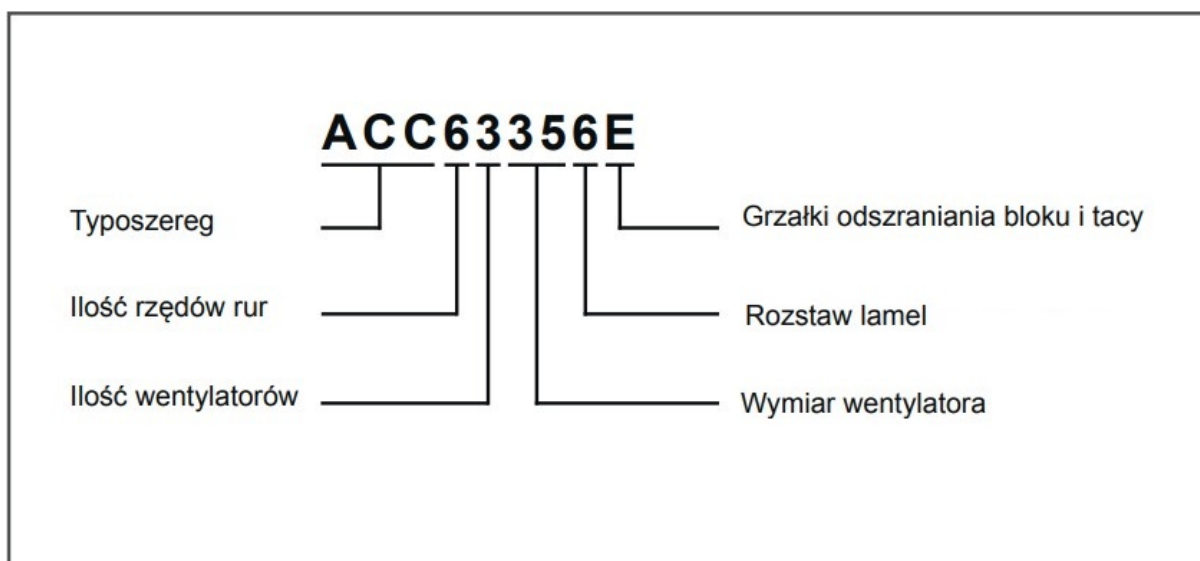 ACC63356E
Typoszereg
Grzałki odszraniania bloku i tacy
Ilość rzędów rur
Rozstaw lamel
Ilość wentylatorów
Wymiar wentylatora